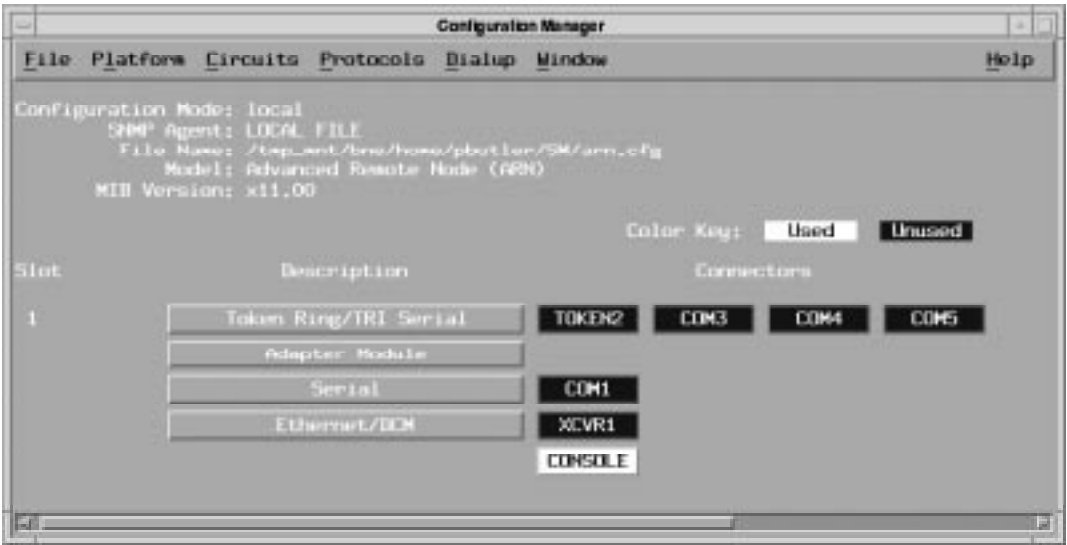 Configuration Manager
File Platform Circuits Protocols Dialup Window Help
Configuration Mode: local
SNMP Agent: LOCAL FILE
File Name: /tmp_mnt/bne/home/pbutler/SM/arn.cfg
Model: Advanced Remote Node (ARN)
MIB Version: x11.00
Color Key: Used Unused
Slot Description Connectors
1 Token Ring/TRI Serial TOKEN2 COM3 COM4 COM5
Adapter Module
Serial COM1
Ethernet/DCM XCVR1
CONSOLE